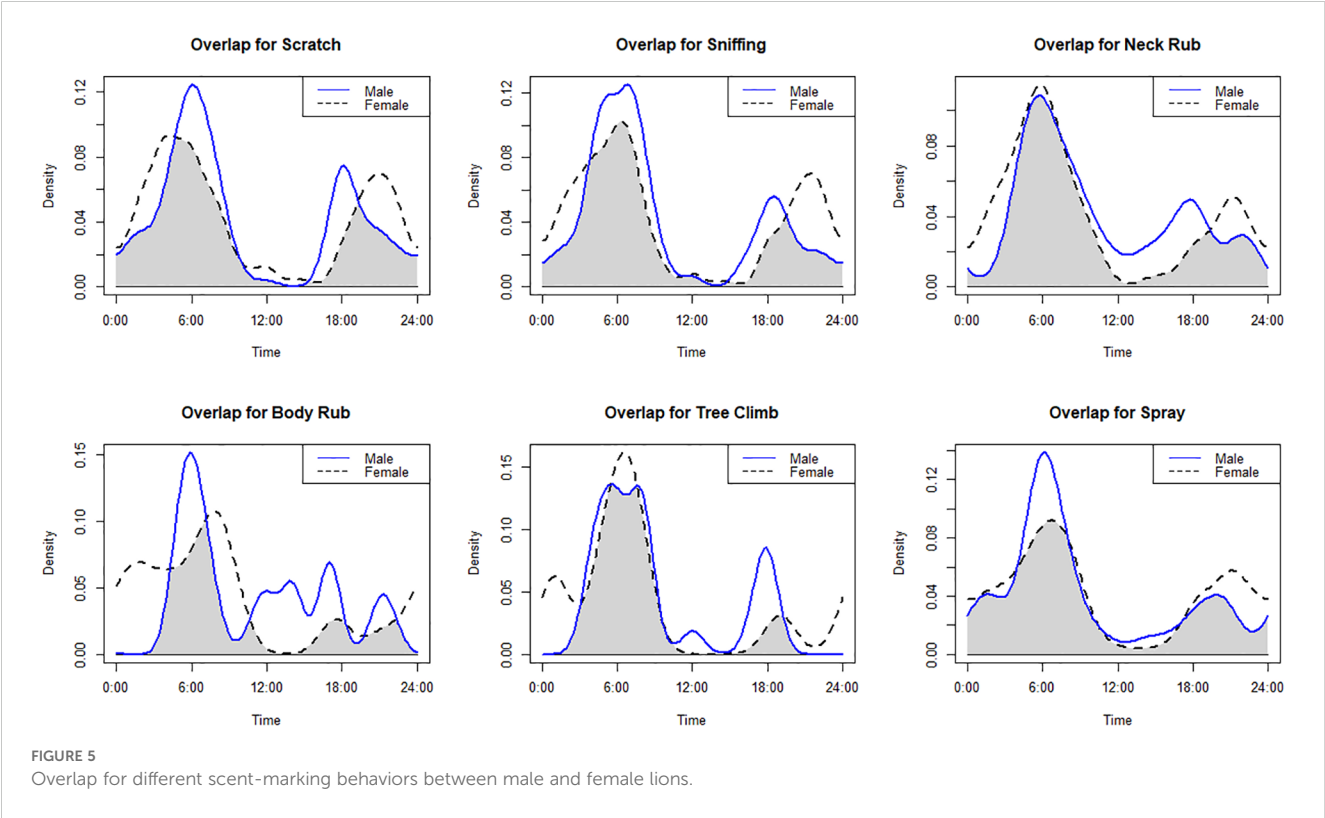 Overlap for Scratch
Male
Female
Density
0.12
0.08
0.04
0.00
0:00 6:00 12:00 18:00 24:00
Time
Overlap for Sniffing
Male
Female
Density
0.12
0.08
0.04
0.00
0:00 6:00 12:00 18:00 24:00
Time
Overlap for Neck Rub
Male
Female
Density
0.08
0.04
0.00
0:00 6:00 12:00 18:00 24:00
Time
Overlap for Body Rub
Male
Female
Density
0.15
0.10
0.05
0.00
0:00 6:00 12:00 18:00 24:00
Time
Overlap for Tree Climb
Male
Female
Density
0.15
0.10
0.05
0.00
0:00 6:00 12:00 18:00 24:00
Time
Overlap for Spray
Male
Female
Density
0.12
0.08
0.04
0.00
0:00 6:00 12:00 18:00 24:00
Time
FIGURE 5
Overlap for different scent-marking behaviors between male and female lions.